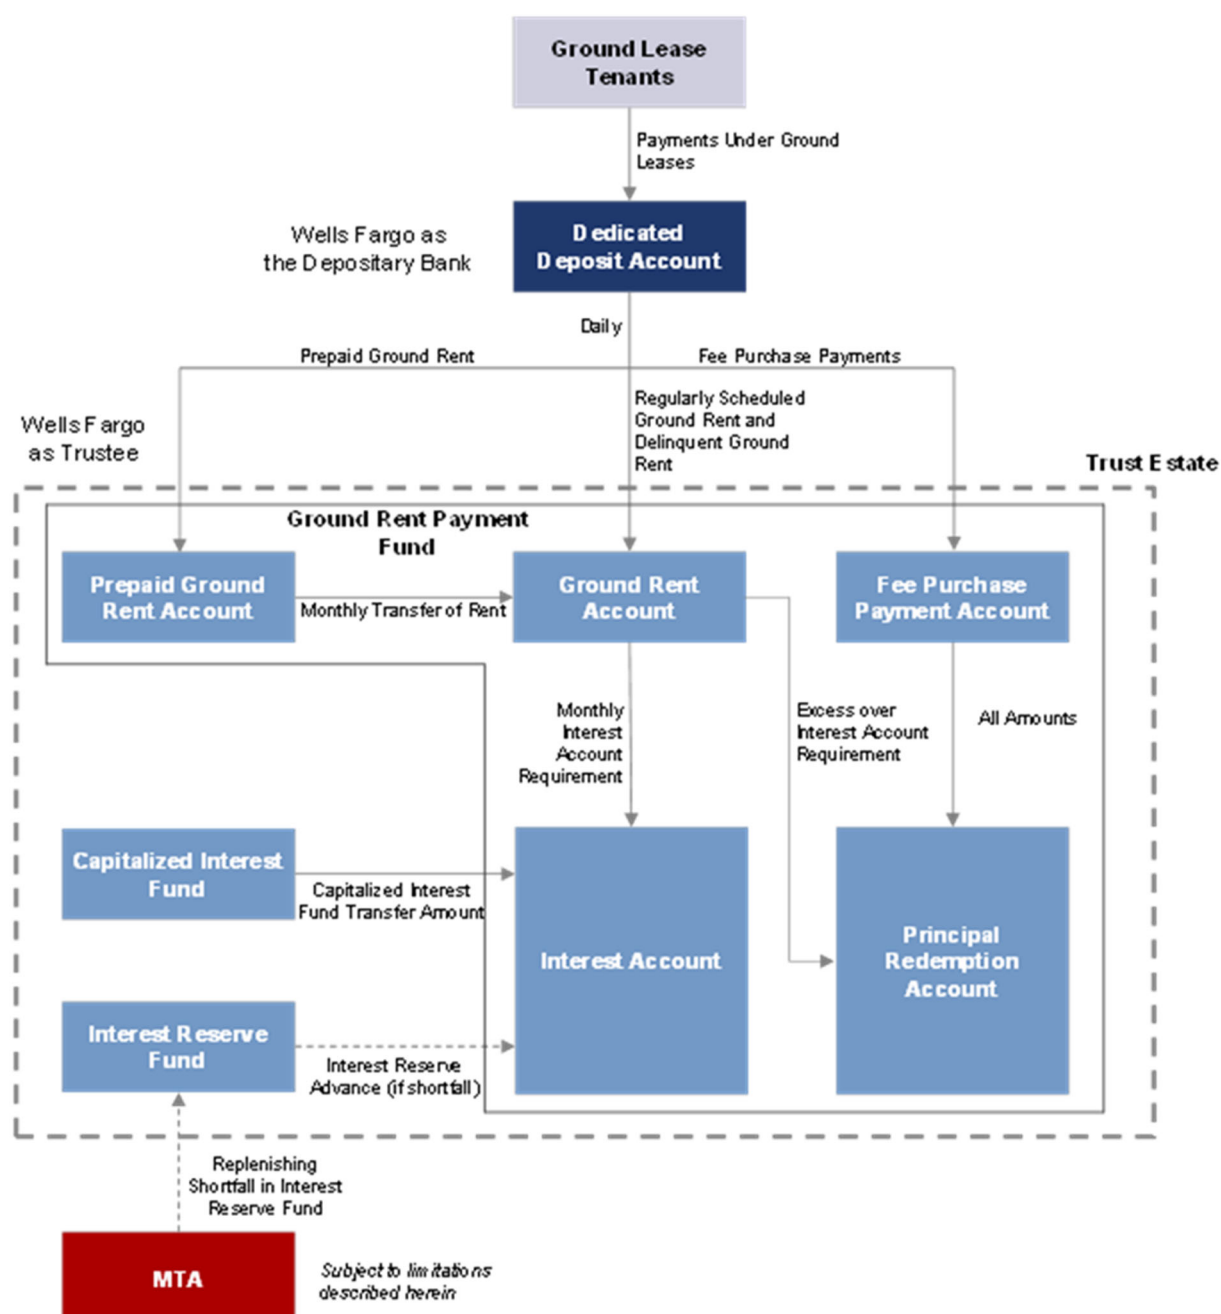 Ground Lease
Tenants
Payments Under Ground
Leases
Wells Fargo as
the Depositary Bank
Dedicated
Deposit Account
Daily
Prepaid Ground Rent
Fee Purchase Payments
Regularly Scheduled
Ground Rent and
Delinquent Ground
Rent
Wells Fargo
as Trustee
Trust Estate
Ground Rent Payment
Fund
Prepaid Ground
Rent Account
Monthly Transfer of Rent
Ground Rent
Account
Fee Purchase
Payment Account
Monthly
Interest
Account
Requirement
Excess over
Interest Account
Requirement
All Amounts
Capitalized Interest
Fund
Capitalized Interest
Fund Transfer Amount
Interest Account
Principal
Redemption
Account
Interest Reserve
Fund
Interest Reserve
Advance (if shortfall)
Replenishing
Shortfall in Interest
Reserve Fund
MTA
Subject to limitations
described herein